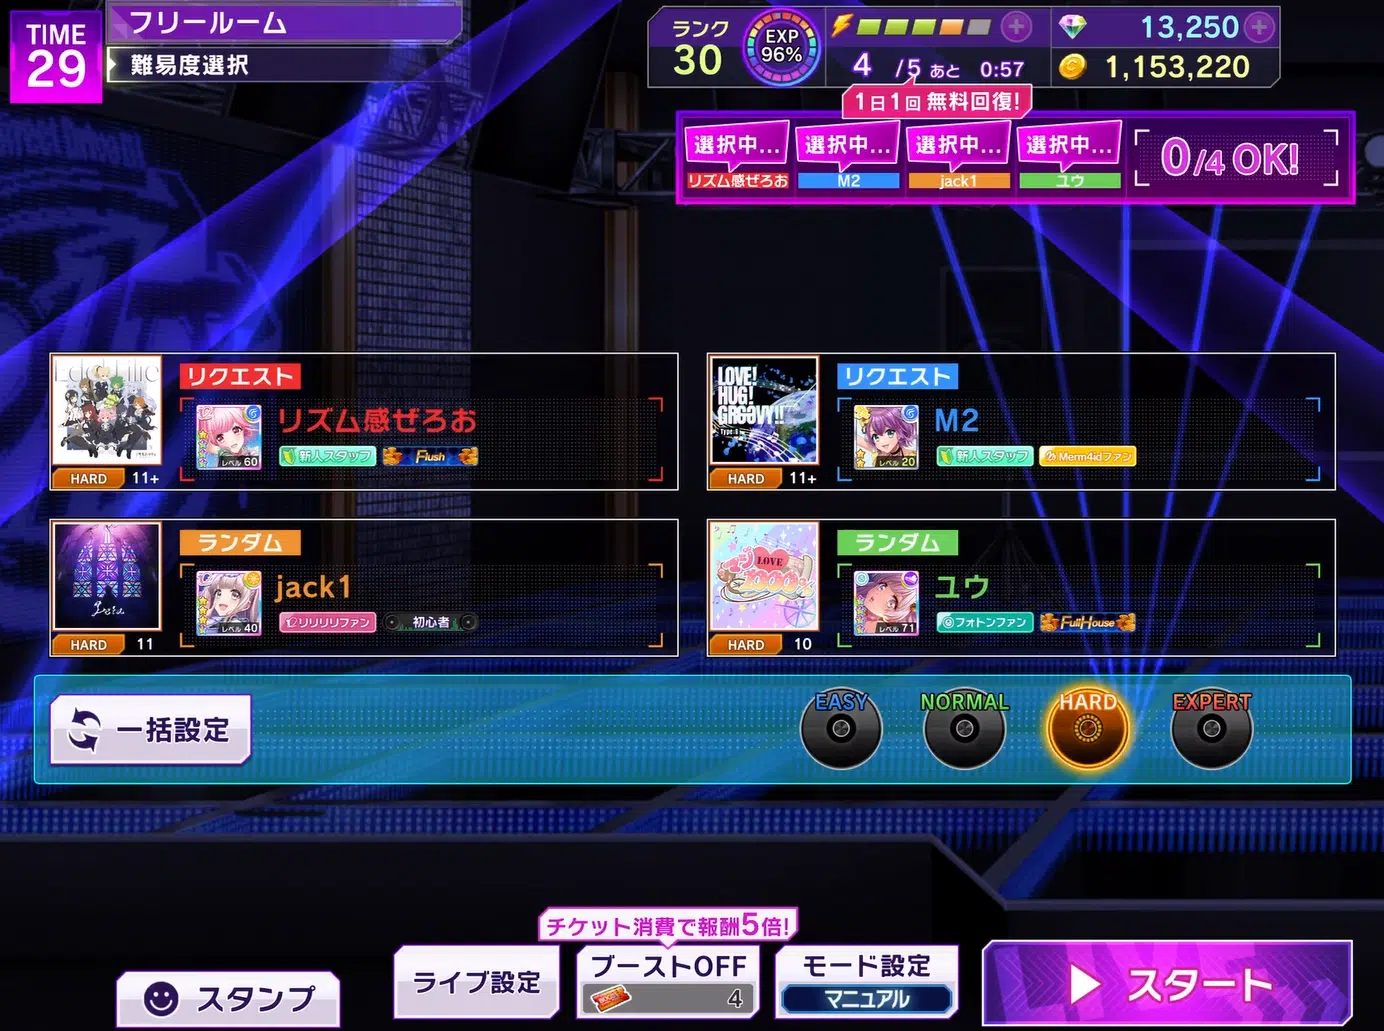 TIME
29
フリールーム
難易度選択
ランク
30
EXP
96%
4 /5 あと 0:57
13,250
1,153,220
1日1回 無料回復!
選択中... 選択中... 選択中... 選択中...
リズム感ぜろお M2 jack1 ユウ
0/4 OK!
リクエスト
リズム感ぜろお
レベル 60
新人スタッフ Flush
HARD 11+
LOVE!
HUG!
GROOVY!!
リクエスト
M2
レベル 20
新人スタッフ Merm4idファン
HARD 11+
ランダム
jack1
レベル 40
リリリリファン 初心者
HARD 11
マジ
LOVE
1000%
ランダム
ユウ
レベル 71
フォトンファン FullHouse
HARD 10
一括設定
EASY NORMAL HARD EXPERT
チケット消費で報酬5倍!
スタンプ
ライブ設定
ブーストOFF
4
モード設定
マニュアル
スタート